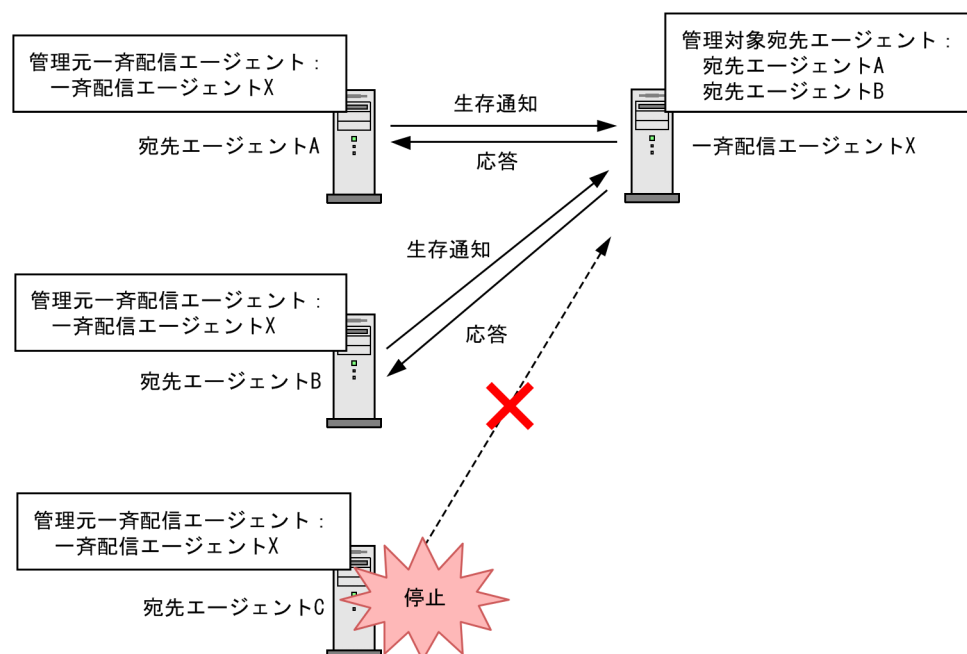 管理元一斉配信エージェント:
一斉配信エージェントX
宛先エージェントA
生存通知
応答
管理対象宛先エージェント:
宛先エージェントA
宛先エージェントB
一斉配信エージェントX
生存通知
応答
管理元一斉配信エージェント:
一斉配信エージェントX
宛先エージェントB
管理元一斉配信エージェント:
一斉配信エージェントX
宛先エージェントC
停止